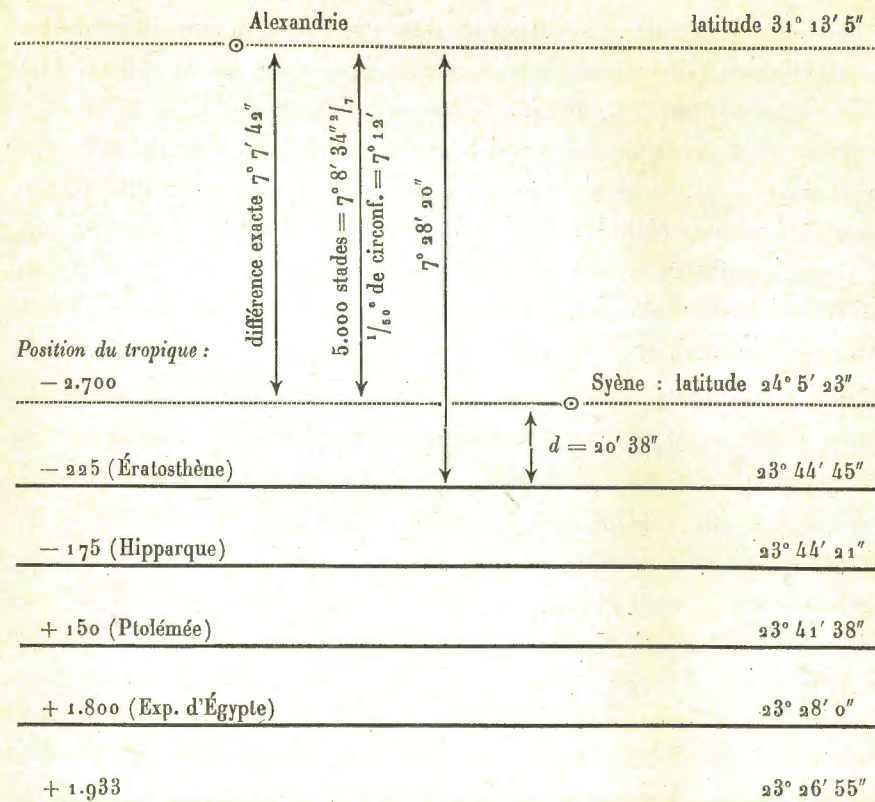 Alexandrie latitude 31° 13′ 5″
différence exacte 7° 7′ 42″
5.000 stades = 7° 8′ 34″ 2/7
1/50e de circonf. = 7° 12′
7° 28′ 20″
Position du tropique :
— 2.700
Syène : latitude 24° 5′ 23″
d = 20′ 38″
— 225 (Ératosthène) 23° 44′ 45″
— 175 (Hipparque) 23° 44′ 21″
+ 150 (Ptolémée) 23° 41′ 38″
+ 1.800 (Exp. d'Égypte) 23° 28′ 0″
+ 1.933 23° 26′ 55″